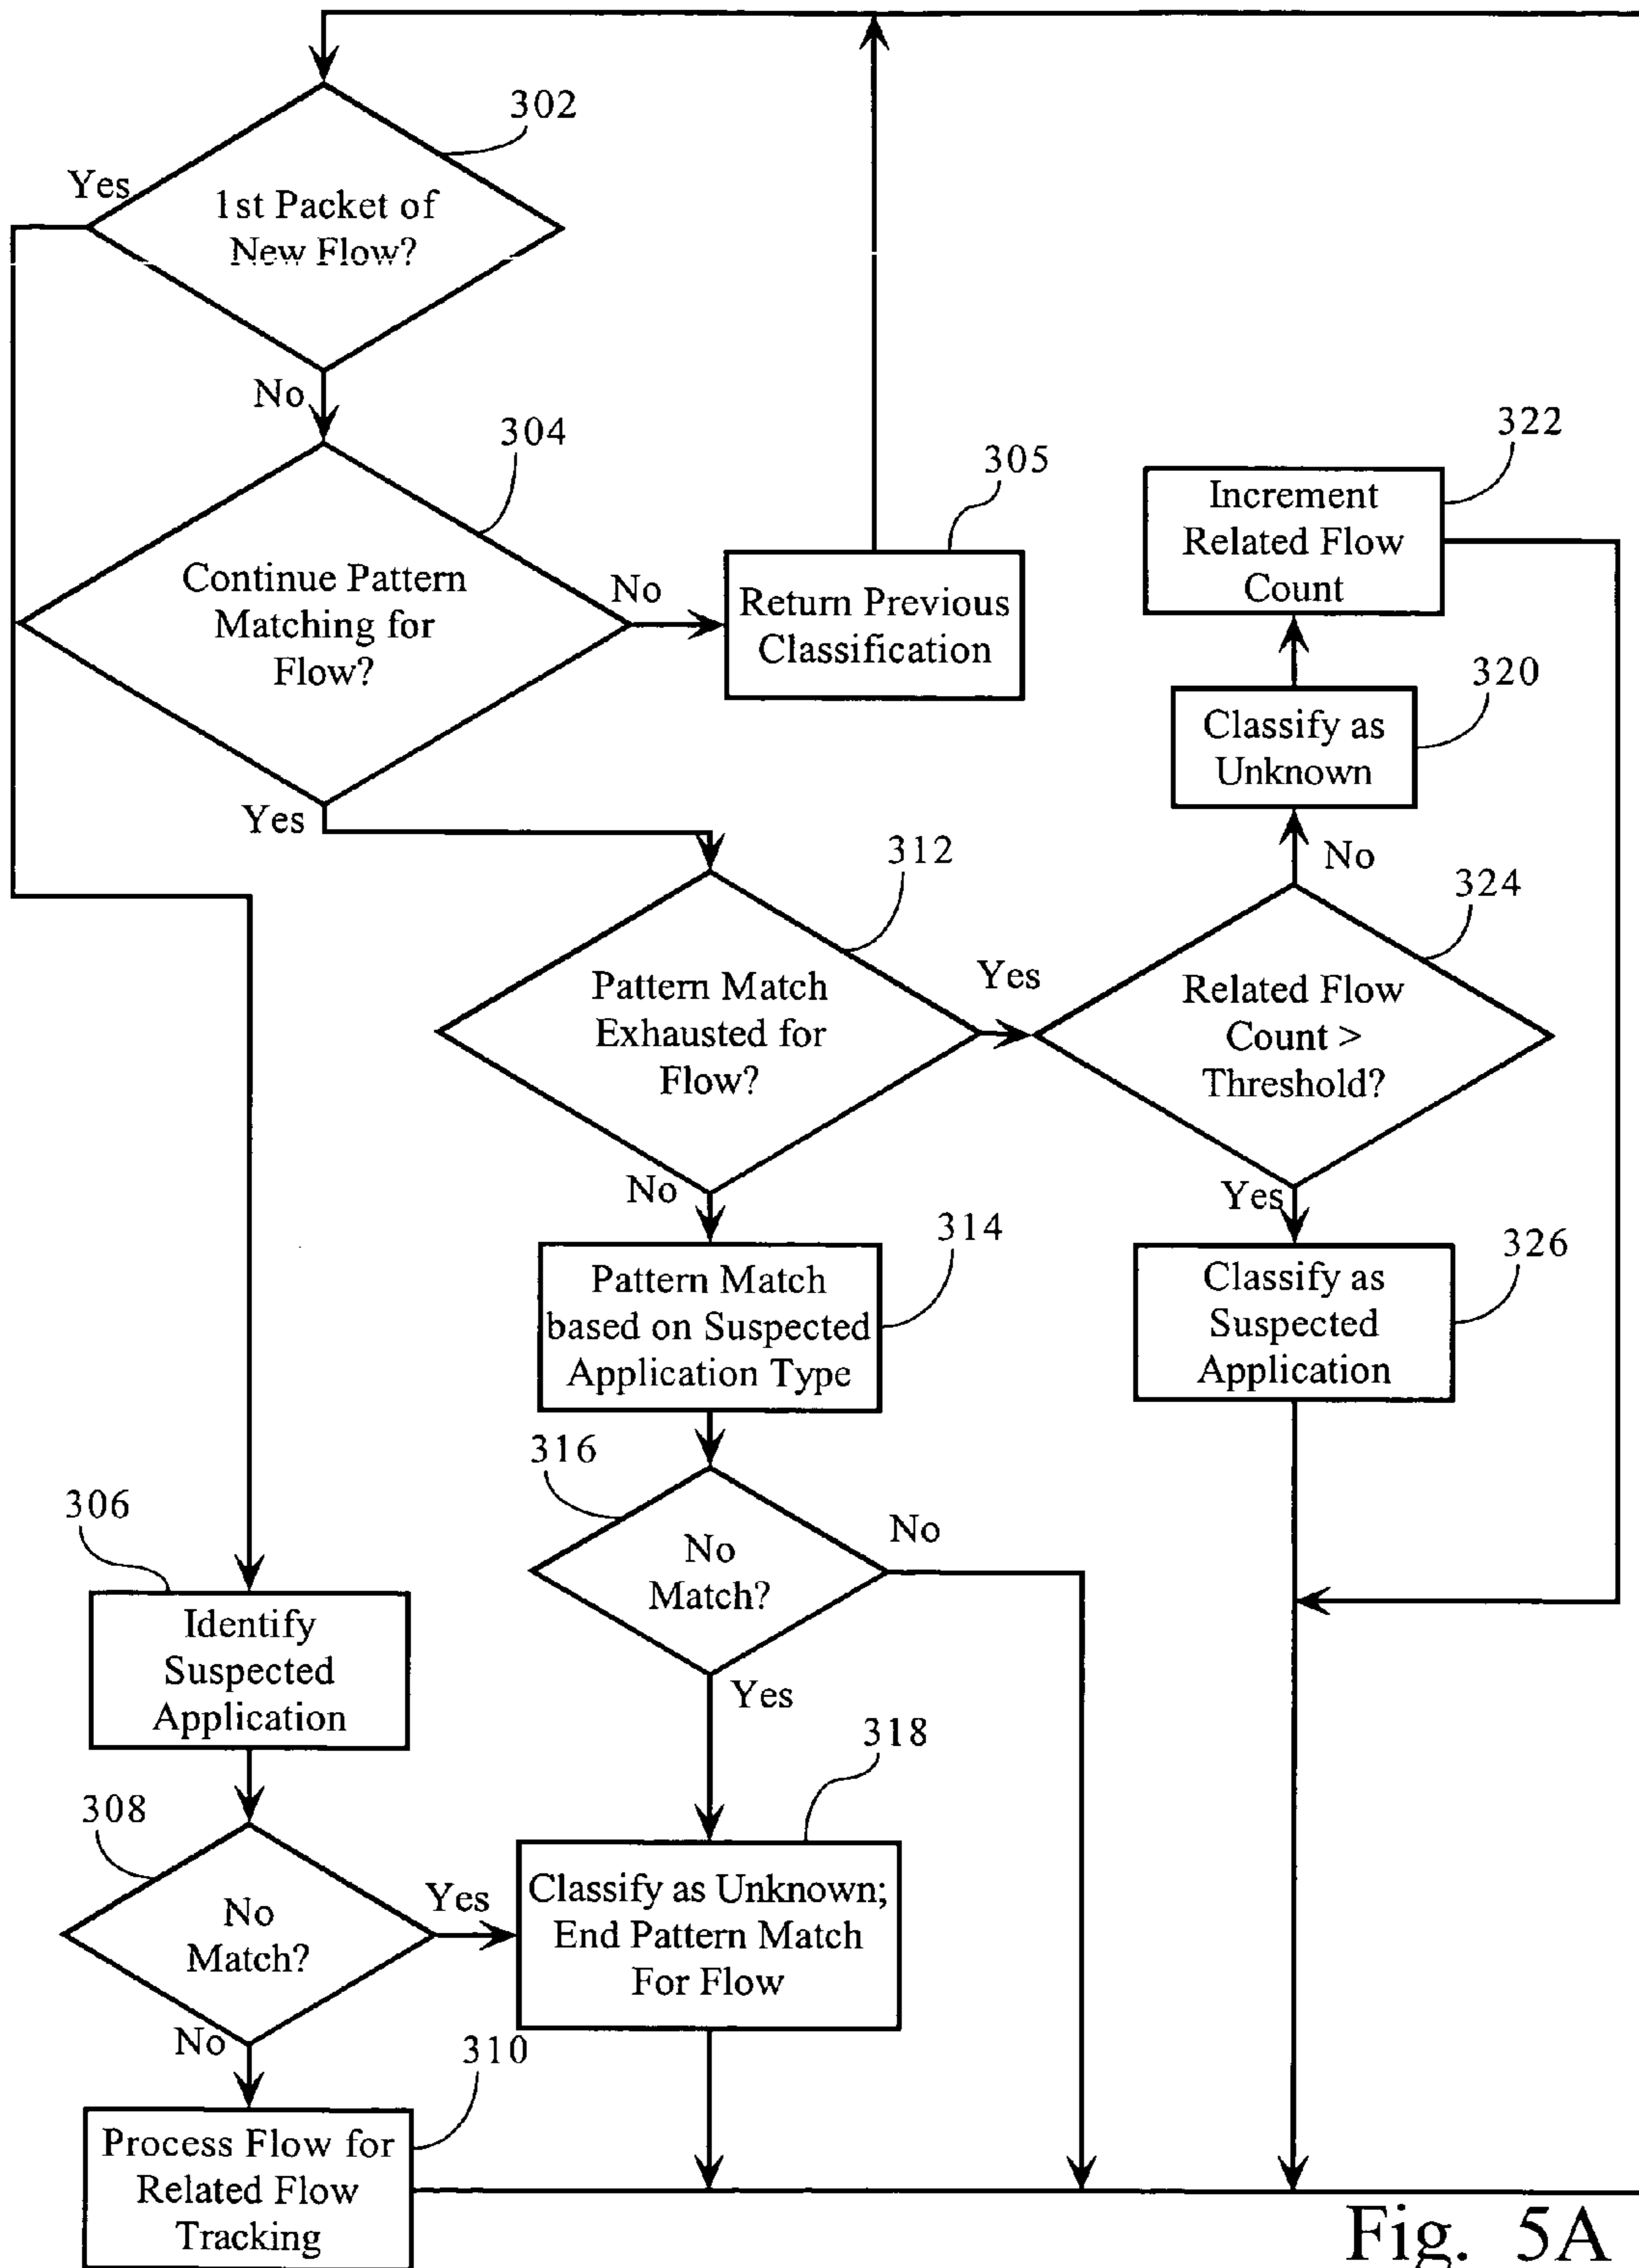 302
Yes
1st Packet of
New Flow?
No
304
322
305
Increment
Related Flow
Count
Continue Pattern
Matching for
Flow?
No
Return Previous
Classification
320
Classify as
Unknown
Yes
312
No
324
Pattern Match
Exhausted for
Flow?
Yes
Related Flow
Count >
Threshold?
No
Yes
314
326
Pattern Match
based on Suspected
Application Type
Classify as
Suspected
Application
316
306
No
Match?
No
Identify
Suspected
Application
Yes
318
308
No
Match?
Yes
Classify as Unknown;
End Pattern Match
For Flow
No
310
Process Flow for
Related Flow
Tracking
Fig. 5A